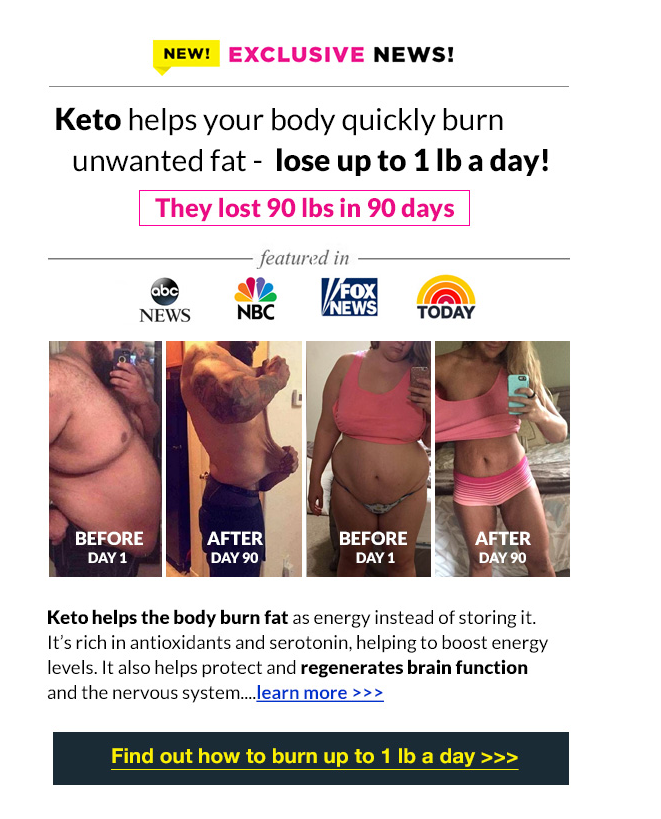 NEW! EXCLUSIVE NEWS!
Keto helps your body quickly burn
unwanted fat - lose up to 1 lb a day!
They lost 90 lbs in 90 days
featured in
abc NEWS NBC FOX NEWS TODAY
BEFORE AFTER BEFORE AFTER
DAY 1 DAY 90 DAY 1 DAY 90
Keto helps the body burn fat as energy instead of storing it.
It’s rich in antioxidants and serotonin, helping to boost energy
levels. It also helps protect and regenerates brain function
and the nervous system....learn more >>>
Find out how to burn up to 1 lb a day >>>